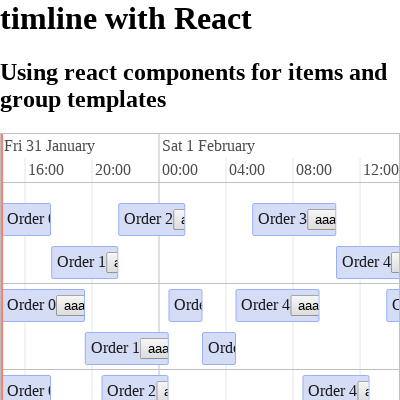 timline with React
Using react components for items and
group templates
Fri 31 January Sat 1 February
16:00 20:00 00:00 04:00 08:00 12:00
Order Order 2 Order 3 aaa
Order 1 Order 4
Order 0 aaa Order 4 aaa
Order 1 aaa
Order Order 2 Order 4